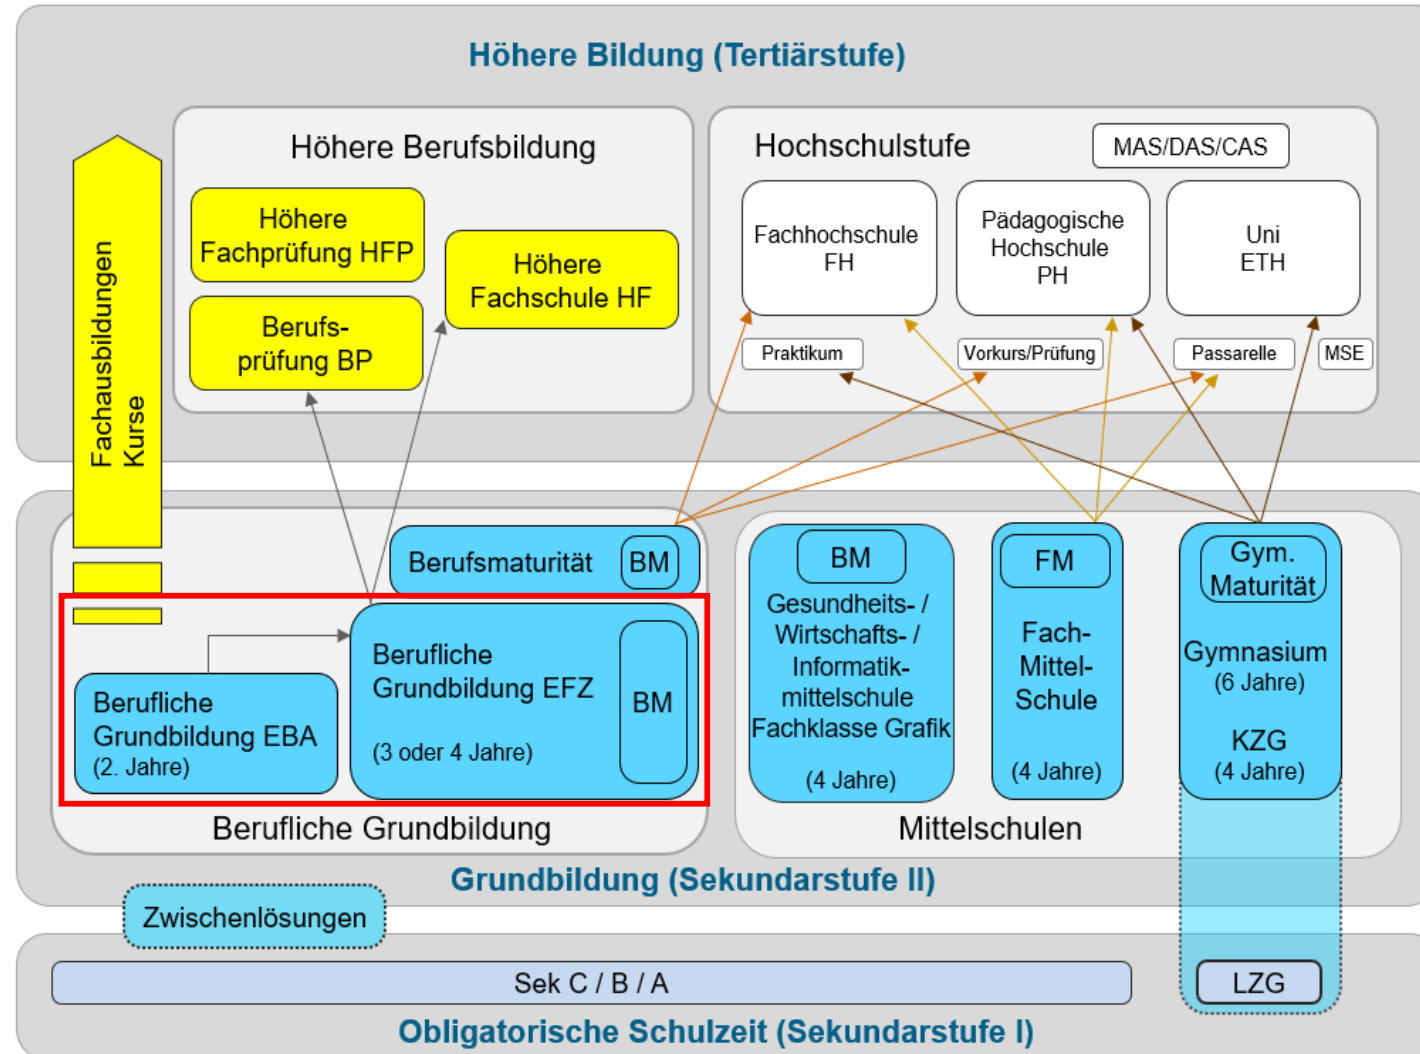 Höhere Bildung (Tertiärstufe)
Fachausbildungen
Kurse
Höhere Berufsbildung
Höhere
Fachprüfung HFP
Höhere
Fachschule HF
Berufs-
prüfung BP
Hochschulstufe
MAS/DAS/CAS
Fachhochschule
FH
Pädagogische
Hochschule
PH
Uni
ETH
Praktikum
Vorkurs/Prüfung
Passarelle
MSE
Berufsmaturität
BM
Berufliche
Grundbildung EBA
(2. Jahre)
Berufliche
Grundbildung EFZ
(3 oder 4 Jahre)
BM
Berufliche Grundbildung
BM
Gesundheits- /
Wirtschafts- /
Informatik-
mittelschule
Fachklasse Grafik
(4 Jahre)
FM
Fach-
Mittel-
Schule
(4 Jahre)
Gym.
Maturität
Gymnasium
(6 Jahre)
KZG
(4 Jahre)
Mittelschulen
Grundbildung (Sekundarstufe II)
Zwischenlösungen
Sek C / B / A
LZG
Obligatorische Schulzeit (Sekundarstufe I)